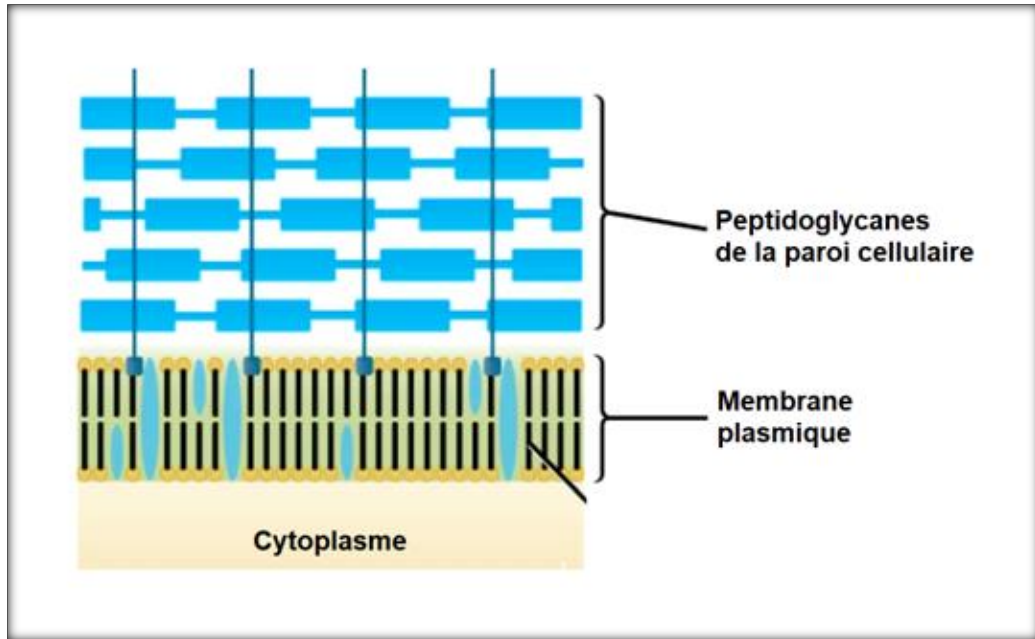 Peptidoglycanes
de la paroi cellulaire
Membrane
plasmique
Cytoplasme